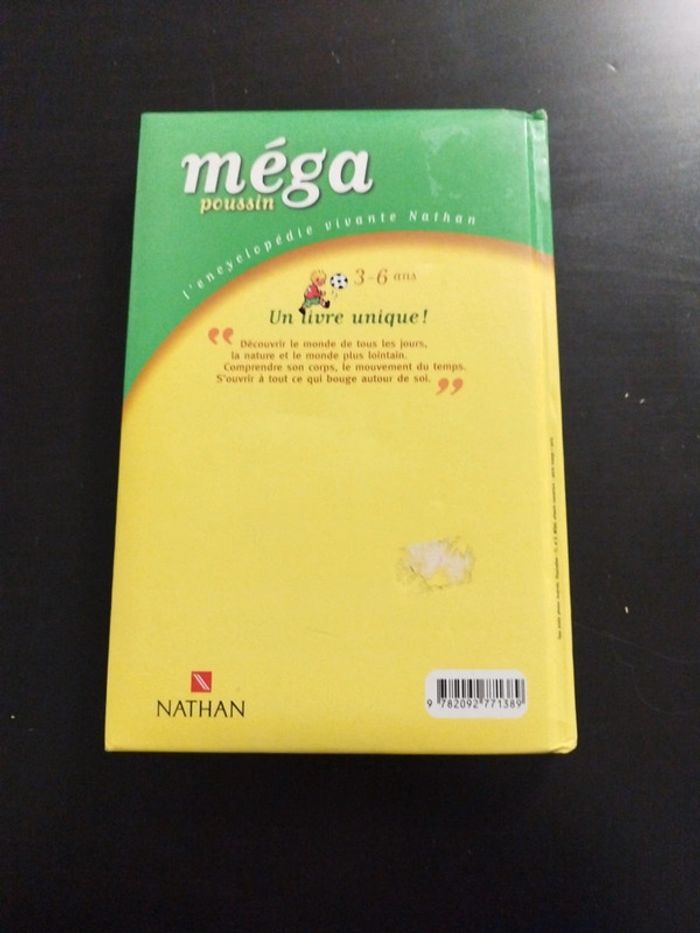 méga
poussin
l'encyclopédie vivante Nathan
3-6 ans
Un livre unique!
“ Découvrir le monde de tous les jours,
la nature et le monde plus lointain.
Comprendre son corps, le mouvement du temps.
S'ouvrir à tout ce qui bouge autour de soi. ”
NATHAN
9 782092 771389